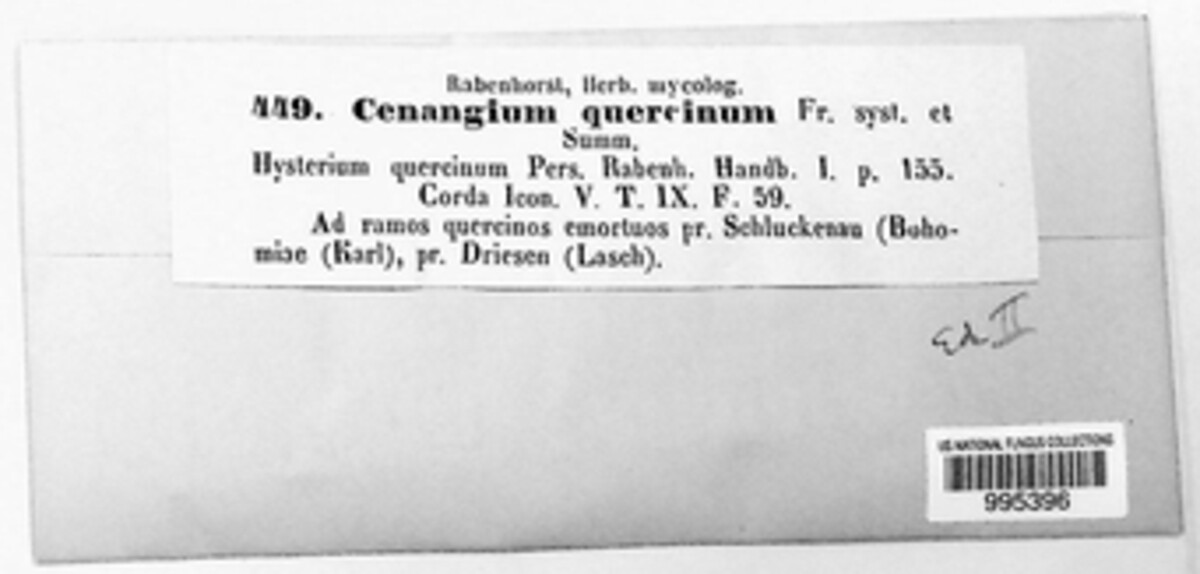 Rabenhorst, Herb. mycolog.
449. Cenangium quercinum Fr. syst. et
Summ.
Hysterium quercinum Pers. Rabenh. Handb. I. p. 155.
Corda Icon. V. T. IX. F. 59.
Ad ramos quercinos emortuos pr. Schluckenau (Boho-
miae (Karl), pr. Driesen (Lasch).
Ed. II
US NATIONAL FUNGUS COLLECTIONS
995396